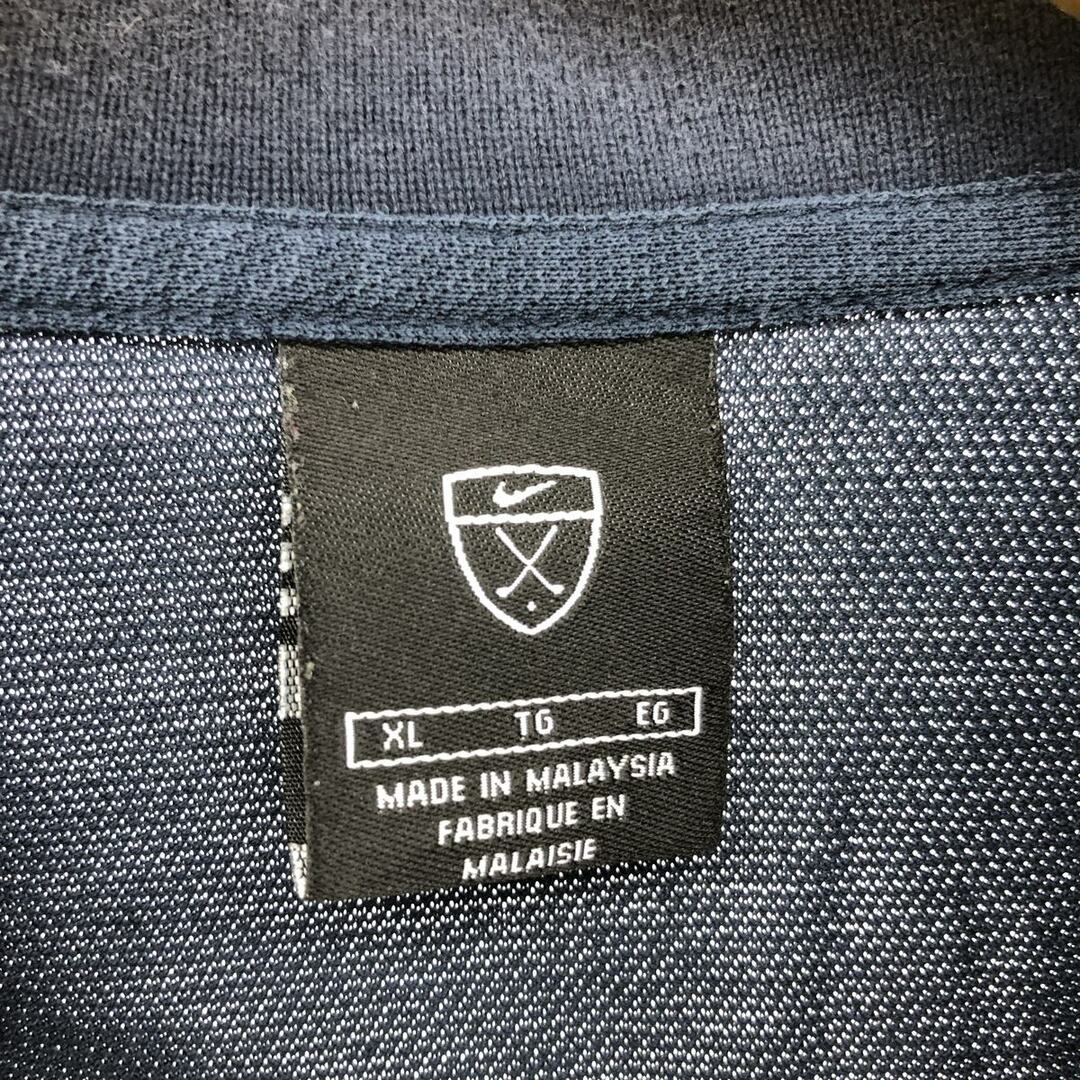 XL TG EG
MADE IN MALAYSIA
FABRIQUE EN
MALAISIE